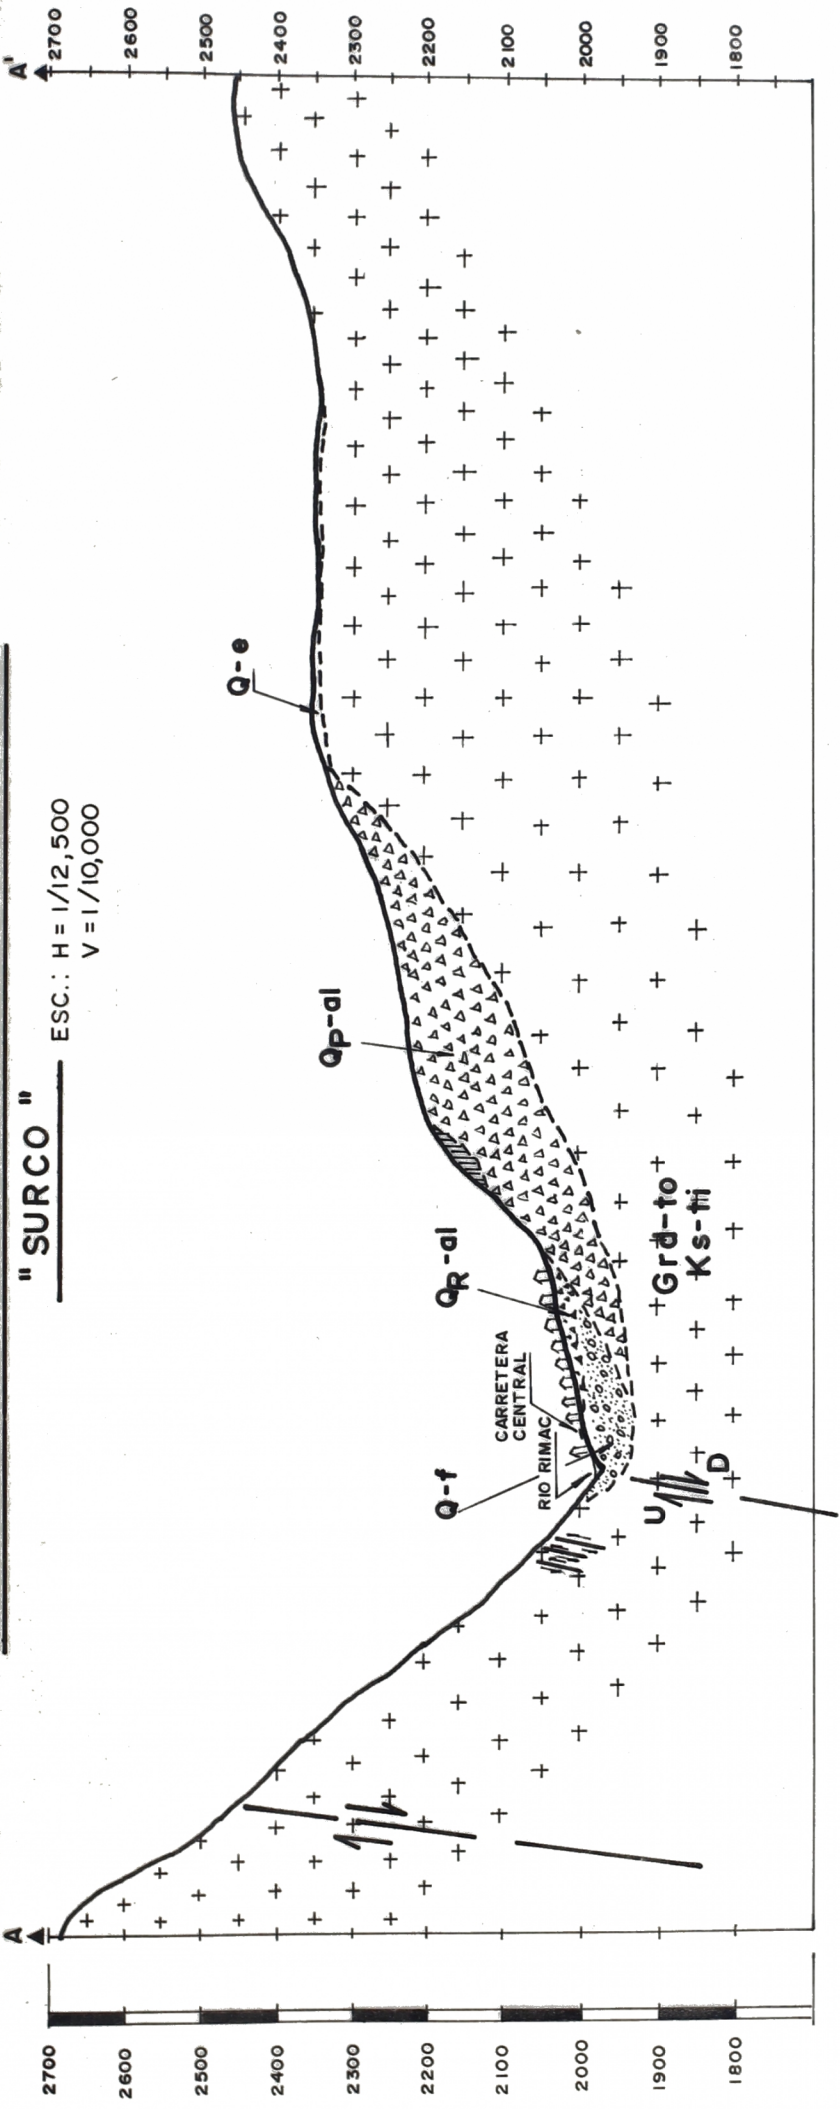 "SURCO"
ESC.: H = 1/12,500
V = 1/10,000
A
A'
2700
2600
2500
2400
2300
2200
2100
2000
1900
1800
2700
2600
2500
2400
2300
2200
2100
2000
1900
1800
Q-f
RIO RIMAC
CARRETERA
CENTRAL
QR-al
QP-al
Q-e
U
D
Grd-to
Ks-ti